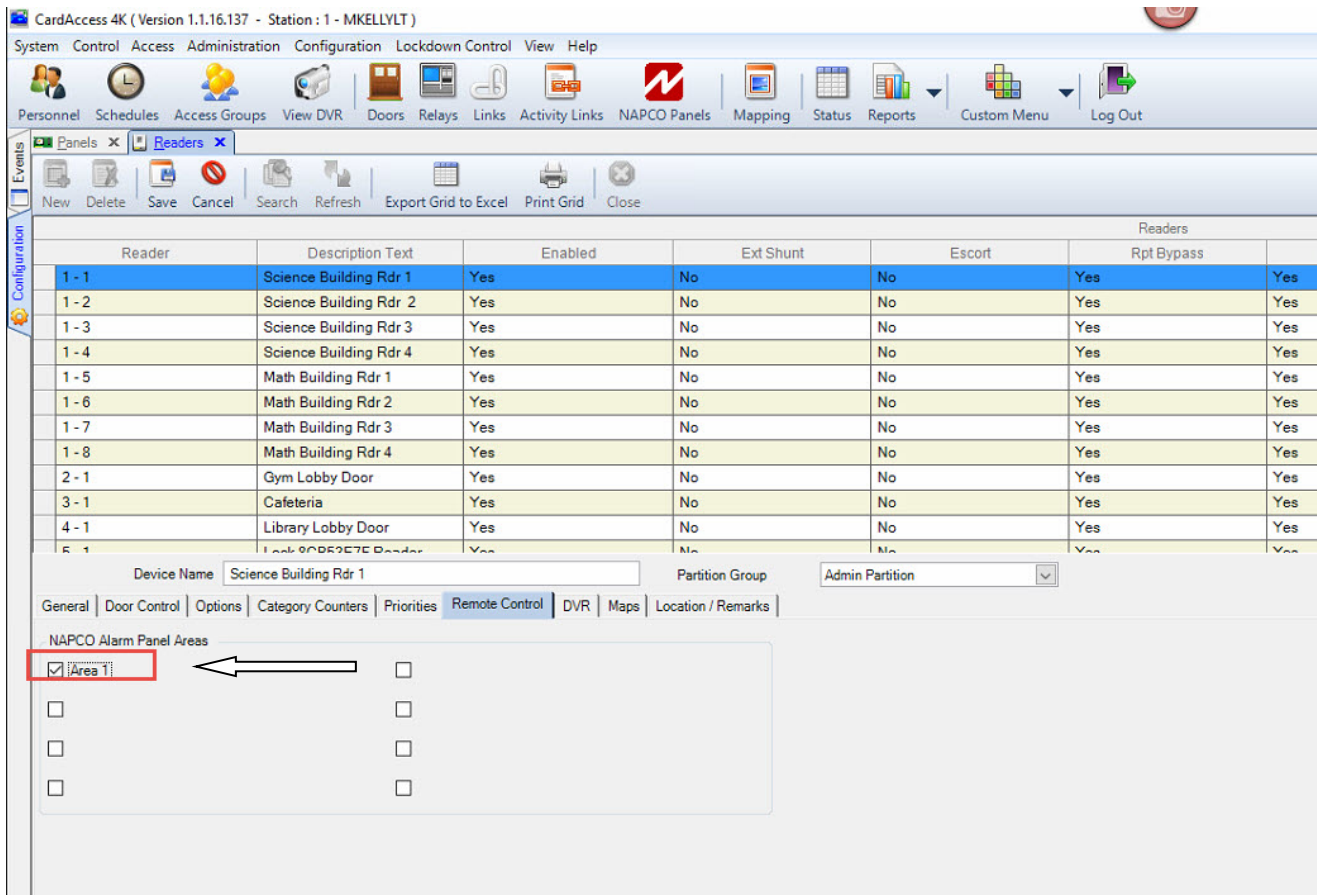 CardAccess 4K ( Version 1.1.16.137 - Station : 1 - MKELLYLT )
System Control Access Administration Configuration Lockdown Control View Help
Personnel Schedules Access Groups View DVR Doors Relays Links Activity Links NAPCO Panels Mapping Status Reports Custom Menu Log Out
Events
Configuration
Panels X Readers X
New Delete Save Cancel Search Refresh Export Grid to Excel Print Grid Close
Readers
Reader Description Text Enabled Ext Shunt Escort Rpt Bypass
1 - 1 Science Building Rdr 1 Yes No No Yes Yes
1 - 2 Science Building Rdr 2 Yes No No Yes Yes
1 - 3 Science Building Rdr 3 Yes No No Yes Yes
1 - 4 Science Building Rdr 4 Yes No No Yes Yes
1 - 5 Math Building Rdr 1 Yes No No Yes Yes
1 - 6 Math Building Rdr 2 Yes No No Yes Yes
1 - 7 Math Building Rdr 3 Yes No No Yes Yes
1 - 8 Math Building Rdr 4 Yes No No Yes Yes
2 - 1 Gym Lobby Door Yes No No Yes Yes
3 - 1 Cafeteria Yes No No Yes Yes
4 - 1 Library Lobby Door Yes No No Yes Yes
5 - 1 Lock Reader Yes No No Yes Yes
Device Name Science Building Rdr 1 Partition Group Admin Partition
General Door Control Options Category Counters Priorities Remote Control DVR Maps Location / Remarks
NAPCO Alarm Panel Areas
Area 1